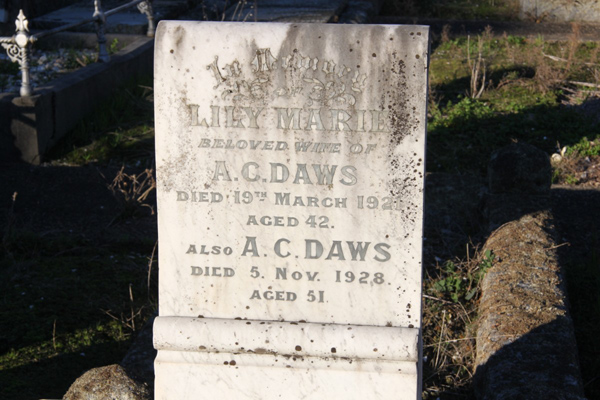 In Memory
LILY MARIE
BELOVED WIFE OF
A.C. DAWS
DIED 19TH MARCH
AGED 42.
ALSO A.C. DAWS
DIED 5. NOV. 1928.
AGED 51